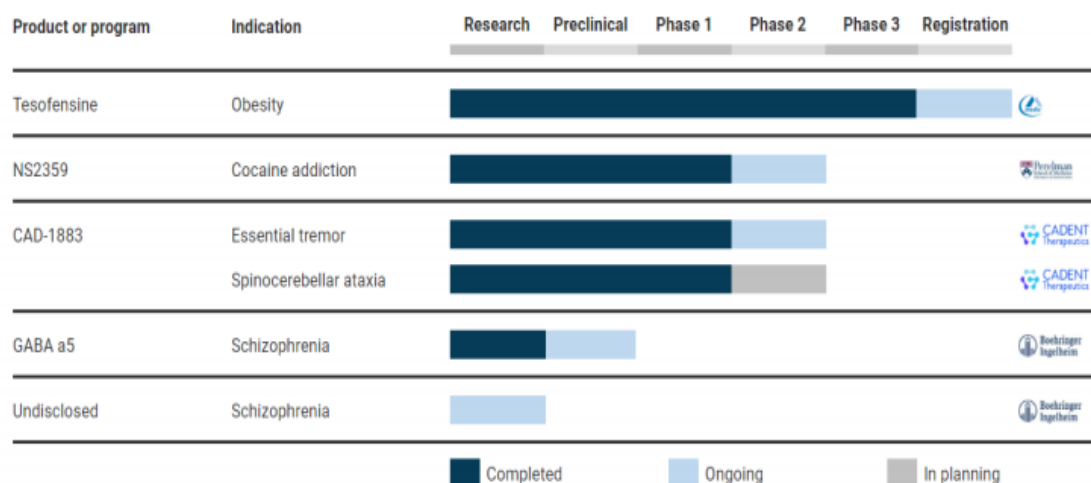 Product or program Indication Research Preclinical Phase 1 Phase 2 Phase 3 Registration
Tesofensine Obesity
NS2359 Cocaine addiction Perelman
CAD-1883 Essential tremor CADENT
Therapeutics
Spinocerebellar ataxia CADENT
Therapeutics
GABA a5 Schizophrenia Boehringer
Ingelheim
Undisclosed Schizophrenia Boehringer
Ingelheim
Completed Ongoing In planning